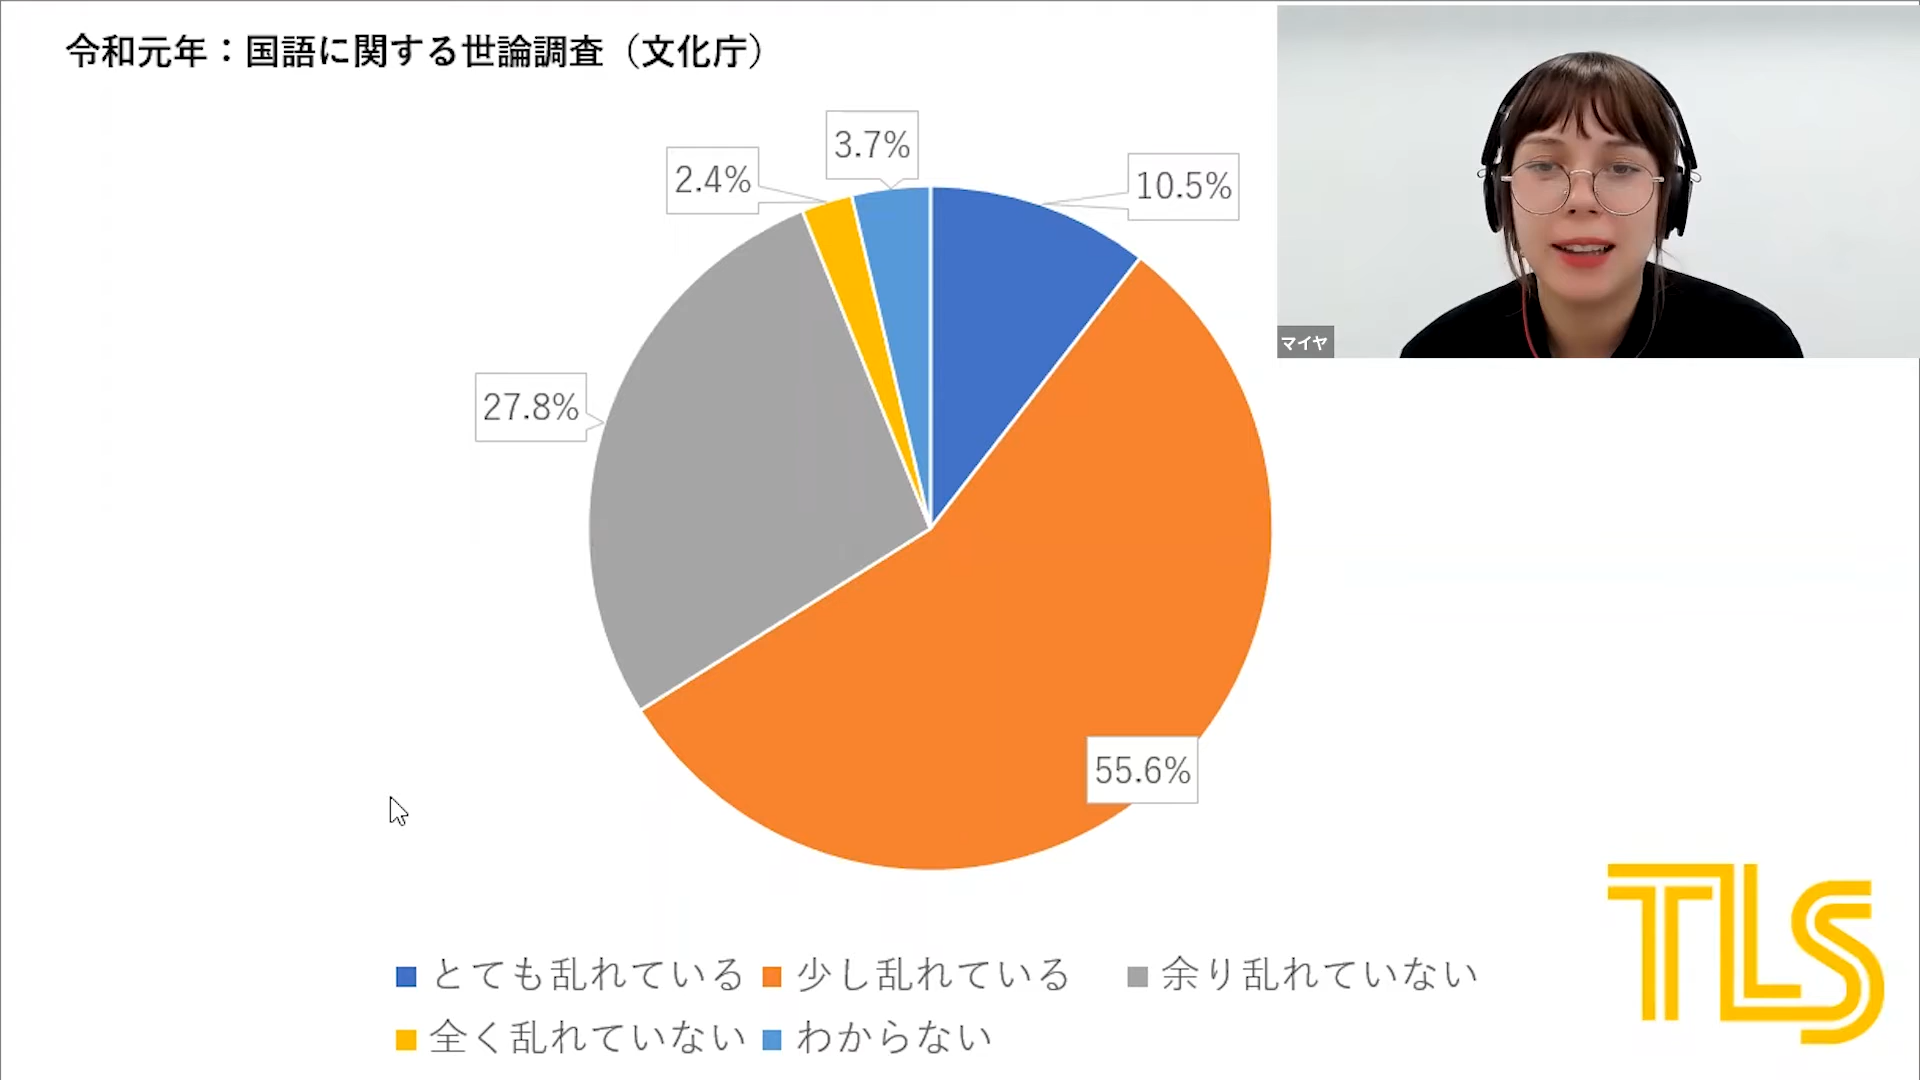 令和元年：国語に関する世論調査（文化庁）
3.7%
2.4%
10.5%
27.8%
55.6%
マイヤ
とても乱れている 少し乱れている 余り乱れていない
全く乱れていない わからない
TLS